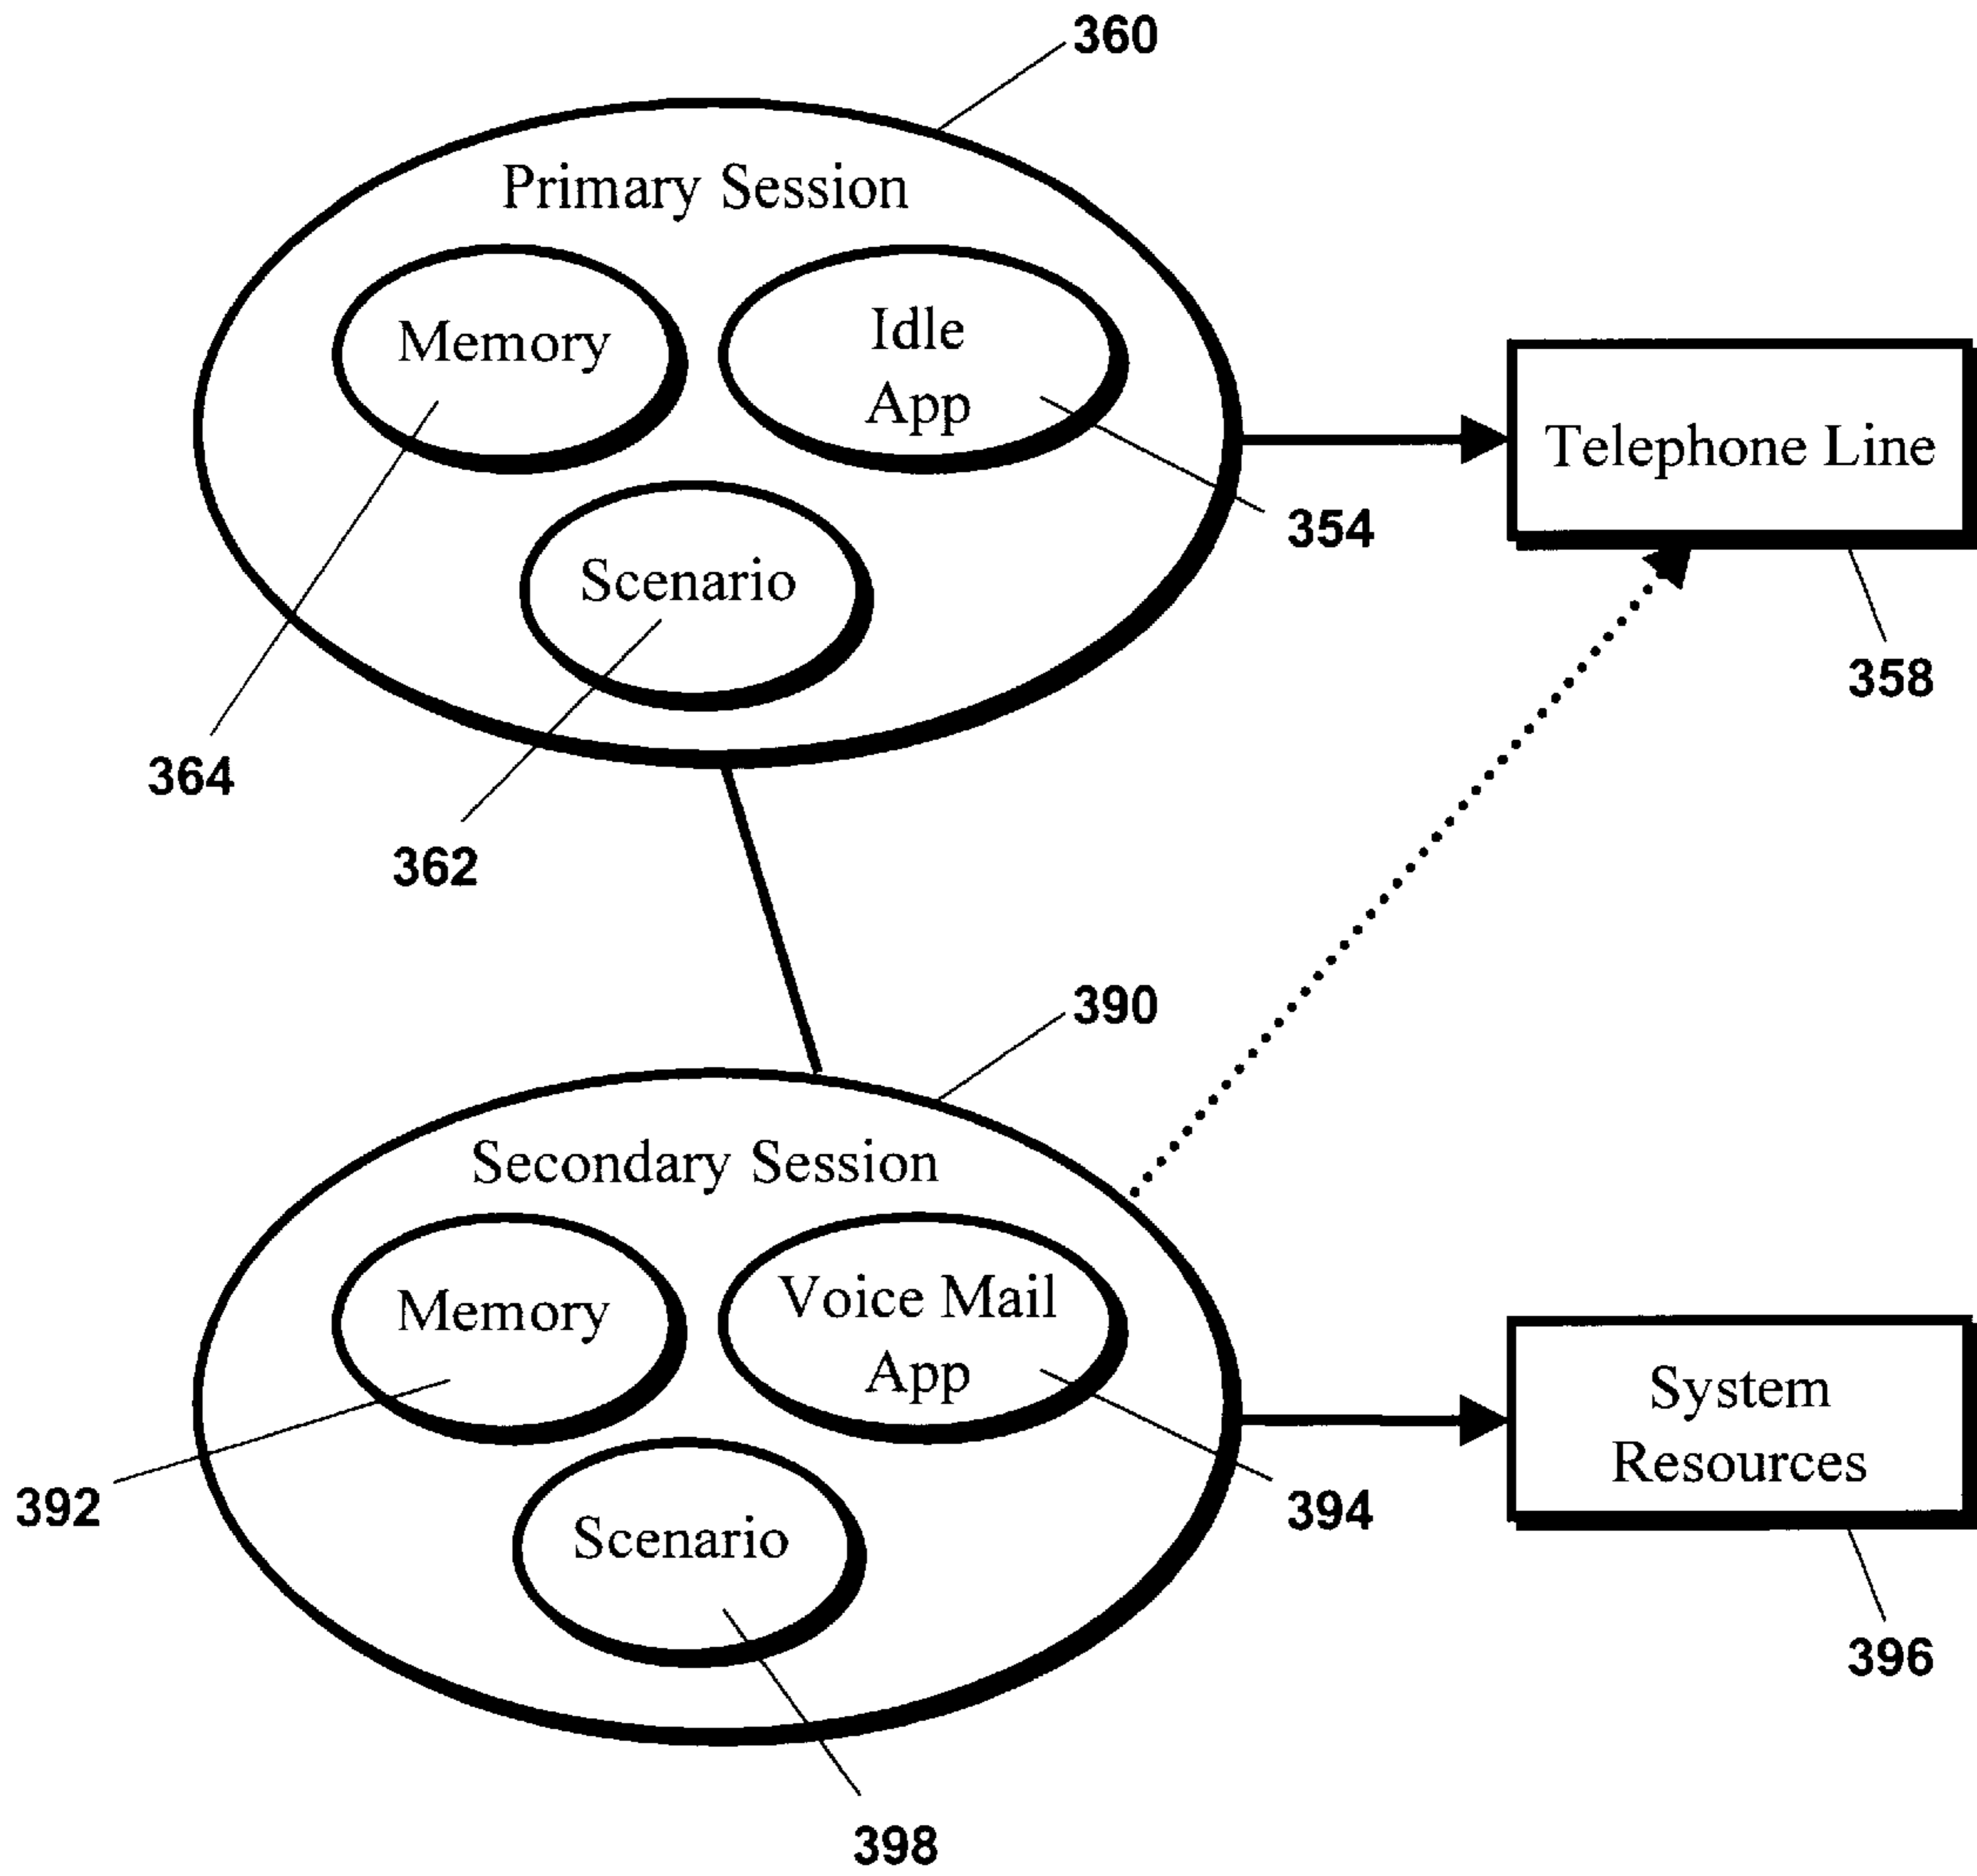 360
Primary Session
Memory
Idle
App
Telephone Line
354
Scenario
358
364
362
390
Secondary Session
Memory
Voice Mail
App
System
Resources
392
394
Scenario
396
398